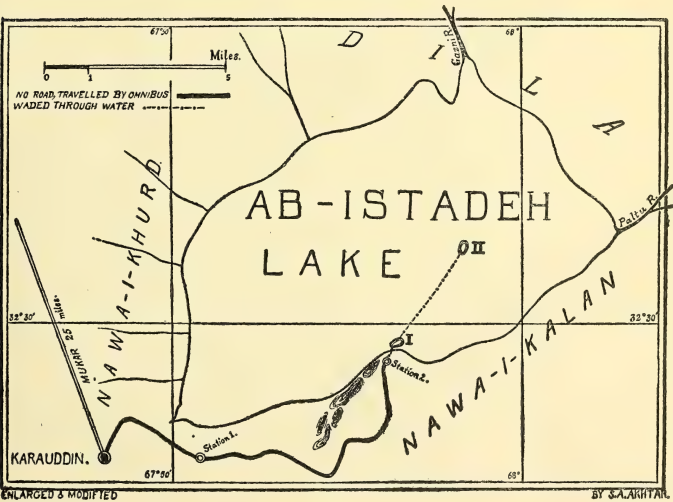 67°50' 68°
D I L A
Gazni R.
Miles.
0 1 5
NO ROAD, TRAVELLED BY OMNIBUS
WADED THROUGH WATER
NAWA-I-KHURD.
AB-ISTADEH
LAKE
II
Paltu R.
32°30' 32°30'
MUKAR 25 miles.
I
Station 2.
NAWA-I-KALAN
KARAUDDIN.
Station 1.
67°50' 68°
ENLARGED & MODIFIED BY S.A.AKHTAR